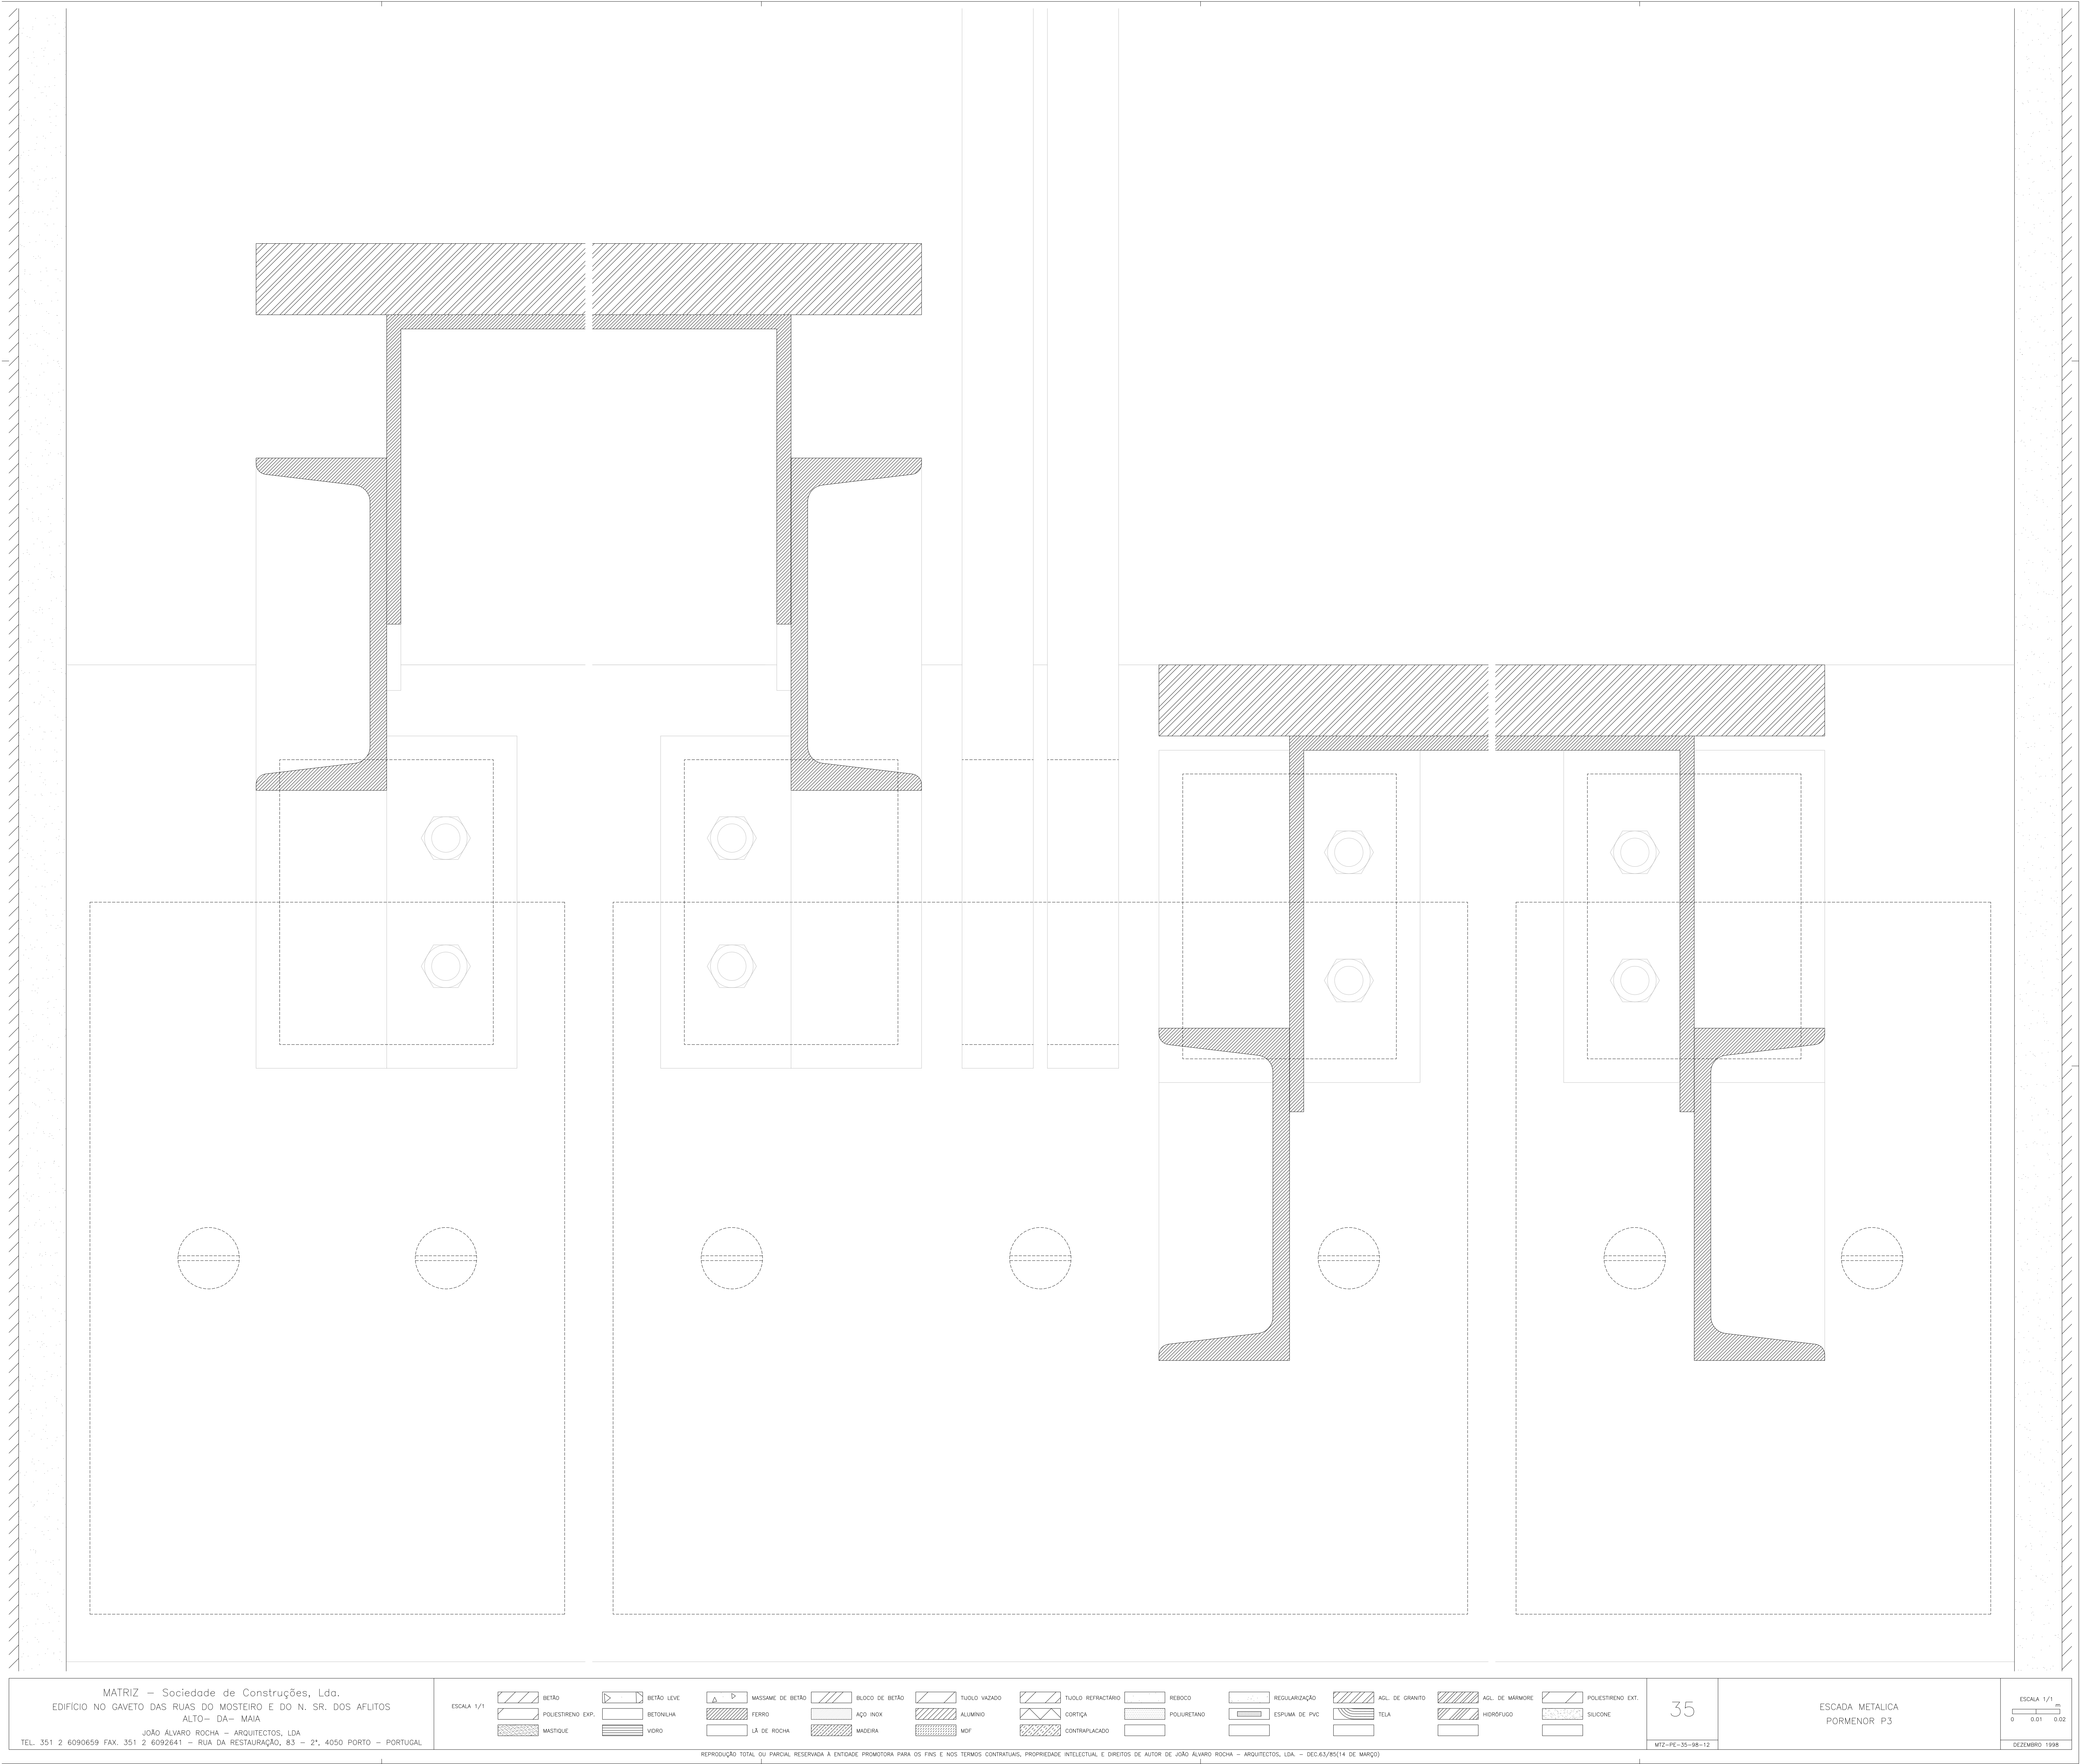 MATRIZ – Sociedade de Construções, Lda.
EDIFÍCIO NO GAVETO DAS RUAS DO MOSTEIRO E DO N. SR. DOS AFLITOS
ALTO– DA– MAIA
JOÃO ÁLVARO ROCHA – ARQUITECTOS, LDA
TEL. 351 2 6090659 FAX. 351 2 6092641 – RUA DA RESTAURAÇÃO, 83 – 2º, 4050 PORTO – PORTUGAL
ESCALA 1/1
BETÃO
BETÃO LEVE
MASSAME DE BETÃO
BLOCO DE BETÃO
TIJOLO VAZADO
TIJOLO REFRACTÁRIO
REBOCO
REGULARIZAÇÃO
AGL. DE GRANITO
AGL. DE MÁRMORE
POLIESTIRENO EXT.
POLIESTIRENO EXP.
BETONILHA
FERRO
AÇO INOX
ALUMÍNIO
CORTIÇA
POLIURETANO
ESPUMA DE PVC
TELA
HIDRÓFUGO
SILICONE
MASTIQUE
VIDRO
LÃ DE ROCHA
MADEIRA
MDF
CONTRAPLACADO
35
MTZ–PE–35–98–12
ESCADA METALICA
PORMENOR P3
ESCALA 1/1
m
0 0.01 0.02
DEZEMBRO 1998
REPRODUÇÃO TOTAL OU PARCIAL RESERVADA À ENTIDADE PROMOTORA PARA OS FINS E NOS TERMOS CONTRATUAIS, PROPRIEDADE INTELECTUAL E DIREITOS DE AUTOR DE JOÃO ÁLVARO ROCHA – ARQUITECTOS, LDA. – DEC.63/85(14 DE MARÇO)